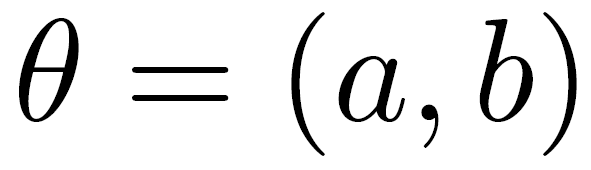 θ = (a, b)